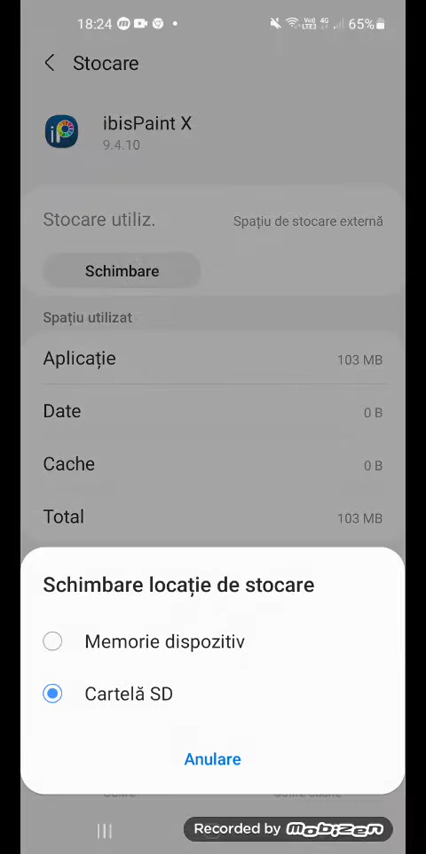 18:24 65%
Stocare
ibisPaint X
9.4.10
Stocare utiliz. Spațiu de stocare externă
Schimbare
Spațiu utilizat
Aplicație 103 MB
Date 0 B
Cache 0 B
Total 103 MB
Schimbare locație de stocare
Memorie dispozitiv
Cartelă SD
Anulare
Recorded by mobizen